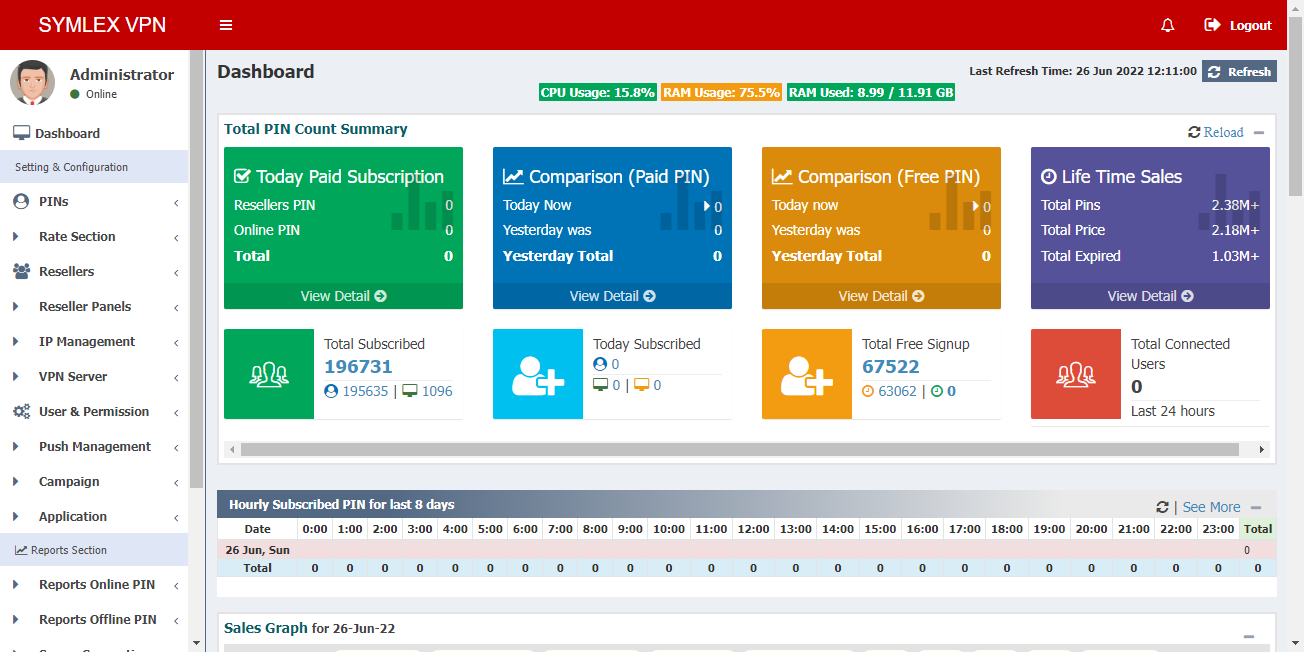 SYMLEX VPN
Logout
Administrator
Online
Dashboard
Setting & Configuration
PINs
Rate Section
Resellers
Reseller Panels
IP Management
VPN Server
User & Permission
Push Management
Campaign
Application
Reports Section
Reports Online PIN
Reports Offline PIN
Dashboard
Last Refresh Time: 26 Jun 2022 12:11:00 Refresh
CPU Usage: 15.8% RAM Usage: 75.5% RAM Used: 8.99 / 11.91 GB
Total PIN Count Summary
Reload
Today Paid Subscription
Resellers PIN 0
Online PIN 0
Total 0
View Detail
Comparison (Paid PIN)
Today Now 0
Yesterday was 0
Yesterday Total 0
View Detail
Comparison (Free PIN)
Today now 0
Yesterday was 0
Yesterday Total 0
View Detail
Life Time Sales
Total Pins 2.38M+
Total Price 2.18M+
Total Expired 1.03M+
View Detail
Total Subscribed
196731
195635 | 1096
Today Subscribed
0
0 | 0
Total Free Signup
67522
63062 | 0
Total Connected
Users
0
Last 24 hours
Hourly Subscribed PIN for last 8 days
| See More
Date 0:00 1:00 2:00 3:00 4:00 5:00 6:00 7:00 8:00 9:00 10:00 11:00 12:00 13:00 14:00 15:00 16:00 17:00 18:00 19:00 20:00 21:00 22:00 23:00 Total
26 Jun, Sun 0
Total 0 0 0 0 0 0 0 0 0 0 0 0 0 0 0 0 0 0 0 0 0 0 0 0 0
Sales Graph for 26-Jun-22